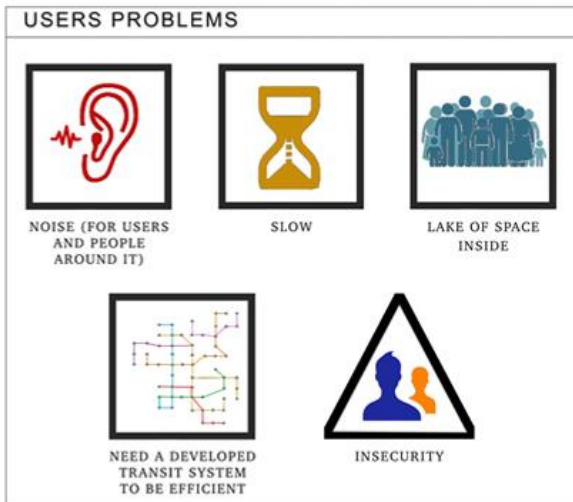 USERS PROBLEMS
NOISE (FOR USERS
AND PEOPLE
AROUND IT)
SLOW
LAKE OF SPACE
INSIDE
NEED A DEVELOPED
TRANSIT SYSTEM
TO BE EFFICIENT
INSECURITY